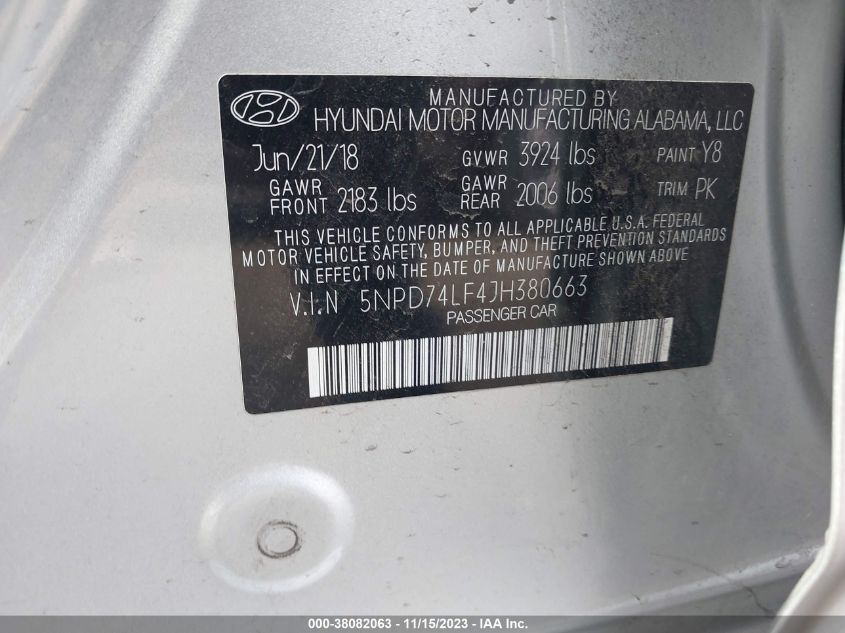 MANUFACTURED BY
HYUNDAI MOTOR MANUFACTURING ALABAMA, LLC
Jun/21/18 GVWR 3924 lbs PAINT Y8
GAWR FRONT 2183 lbs GAWR REAR 2006 lbs TRIM PK
THIS VEHICLE CONFORMS TO ALL APPLICABLE U.S.A. FEDERAL
MOTOR VEHICLE SAFETY, BUMPER, AND THEFT PREVENTION STANDARDS
IN EFFECT ON THE DATE OF MANUFACTURE SHOWN ABOVE
V.I.N 5NPD74LF4JH380663
PASSENGER CAR
000-38082063 - 11/15/2023 - IAA Inc.